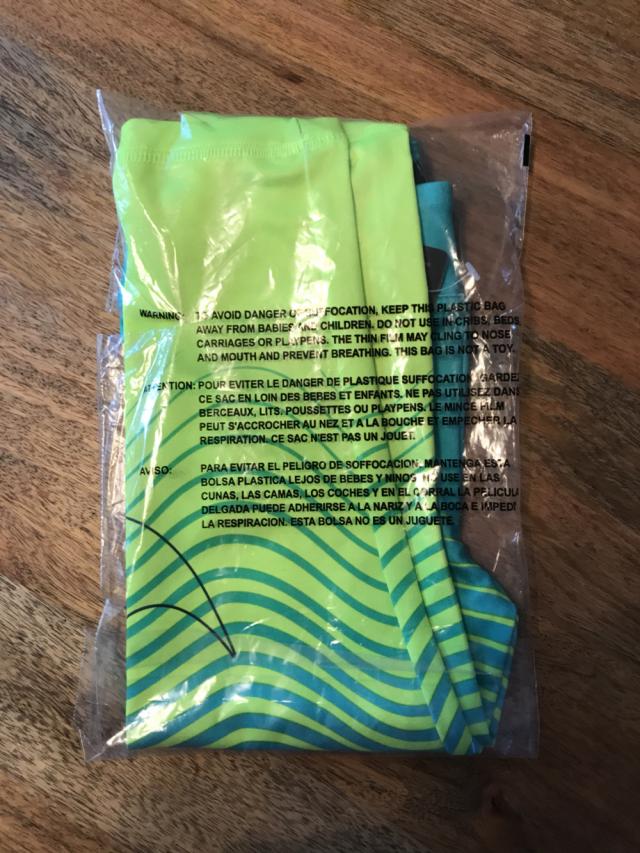 WARNING: TO AVOID DANGER OF SUFFOCATION, KEEP THIS PLASTIC BAG
AWAY FROM BABIES AND CHILDREN. DO NOT USE IN CRIBS, BEDS,
CARRIAGES OR PLAYPENS. THE THIN FILM MAY CLING TO NOSE
AND MOUTH AND PREVENT BREATHING. THIS BAG IS NOT A TOY.
ATTENTION: POUR EVITER LE DANGER DE PLASTIQUE SUFFOCATION, GARDEZ
CE SAC EN LOIN DES BEBES ET ENFANTS. NE PAS UTILISEZ DANS
BERCEAUX, LITS. POUSSETTES OU PLAYPENS. LE MINCE FILM
PEUT S'ACCROCHER AU NEZ ET A LA BOUCHE ET EMPECHER LA
RESPIRATION. CE SAC N'EST PAS UN JOUET.
AVISO: PARA EVITAR EL PELIGRO DE SOFFOCACION, MANTENGA ESTA
BOLSA PLASTICA LEJOS DE BEBES Y NINOS NO USE EN LAS
CUNAS, LAS CAMAS, LOS COCHES Y EN EL CORRAL LA PELICULA
DELGADA PUEDE ADHERIRSE A LA NARIZ Y A LA BOCA E IMPEDI
LA RESPIRACION. ESTA BOLSA NO ES UN JUGUETE.